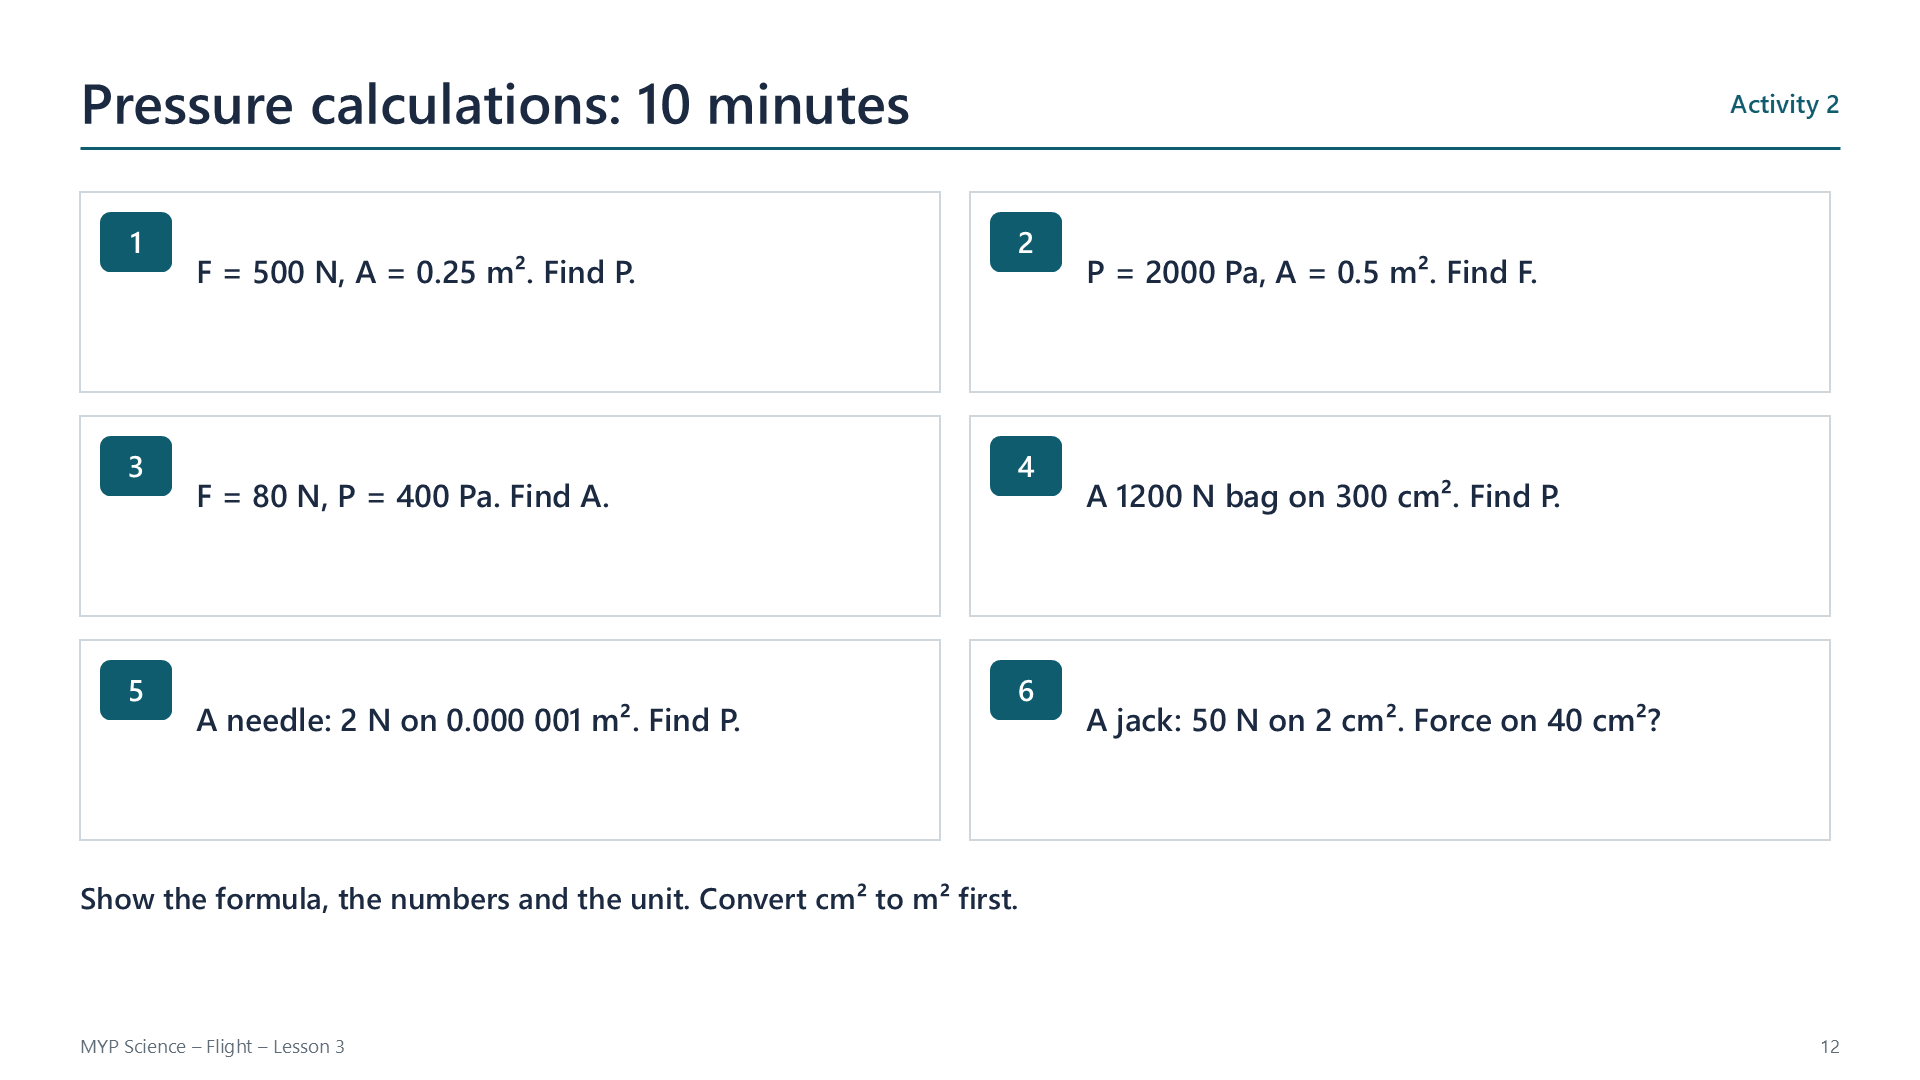 Pressure calculations: 10 minutes
Activity 2
1
F = 500 N, A = 0.25 m². Find P.
2
P = 2000 Pa, A = 0.5 m². Find F.
3
F = 80 N, P = 400 Pa. Find A.
4
A 1200 N bag on 300 cm². Find P.
5
A needle: 2 N on 0.000 001 m². Find P.
6
A jack: 50 N on 2 cm². Force on 40 cm²?
Show the formula, the numbers and the unit. Convert cm² to m² first.
MYP Science – Flight – Lesson 3
12